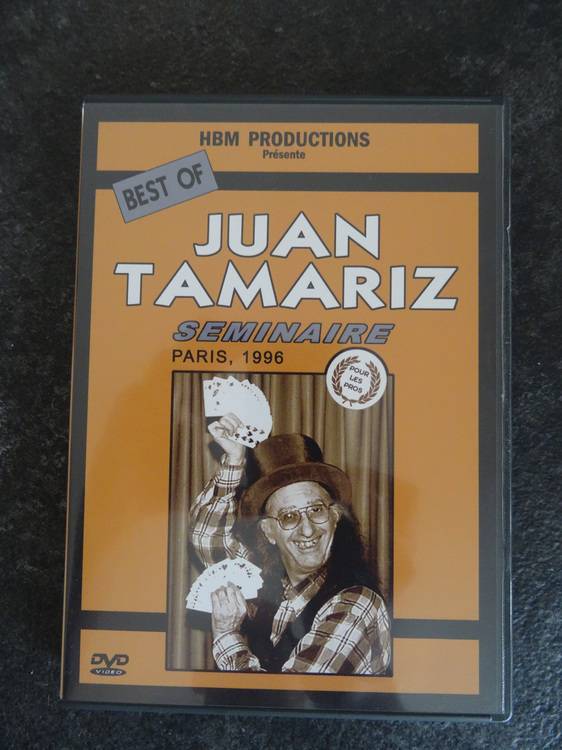 HBM PRODUCTIONS
Présente
BEST OF
JUAN
TAMARIZ
SEMINAIRE
PARIS, 1996
POUR
LES
PROS
DVD
VIDEO